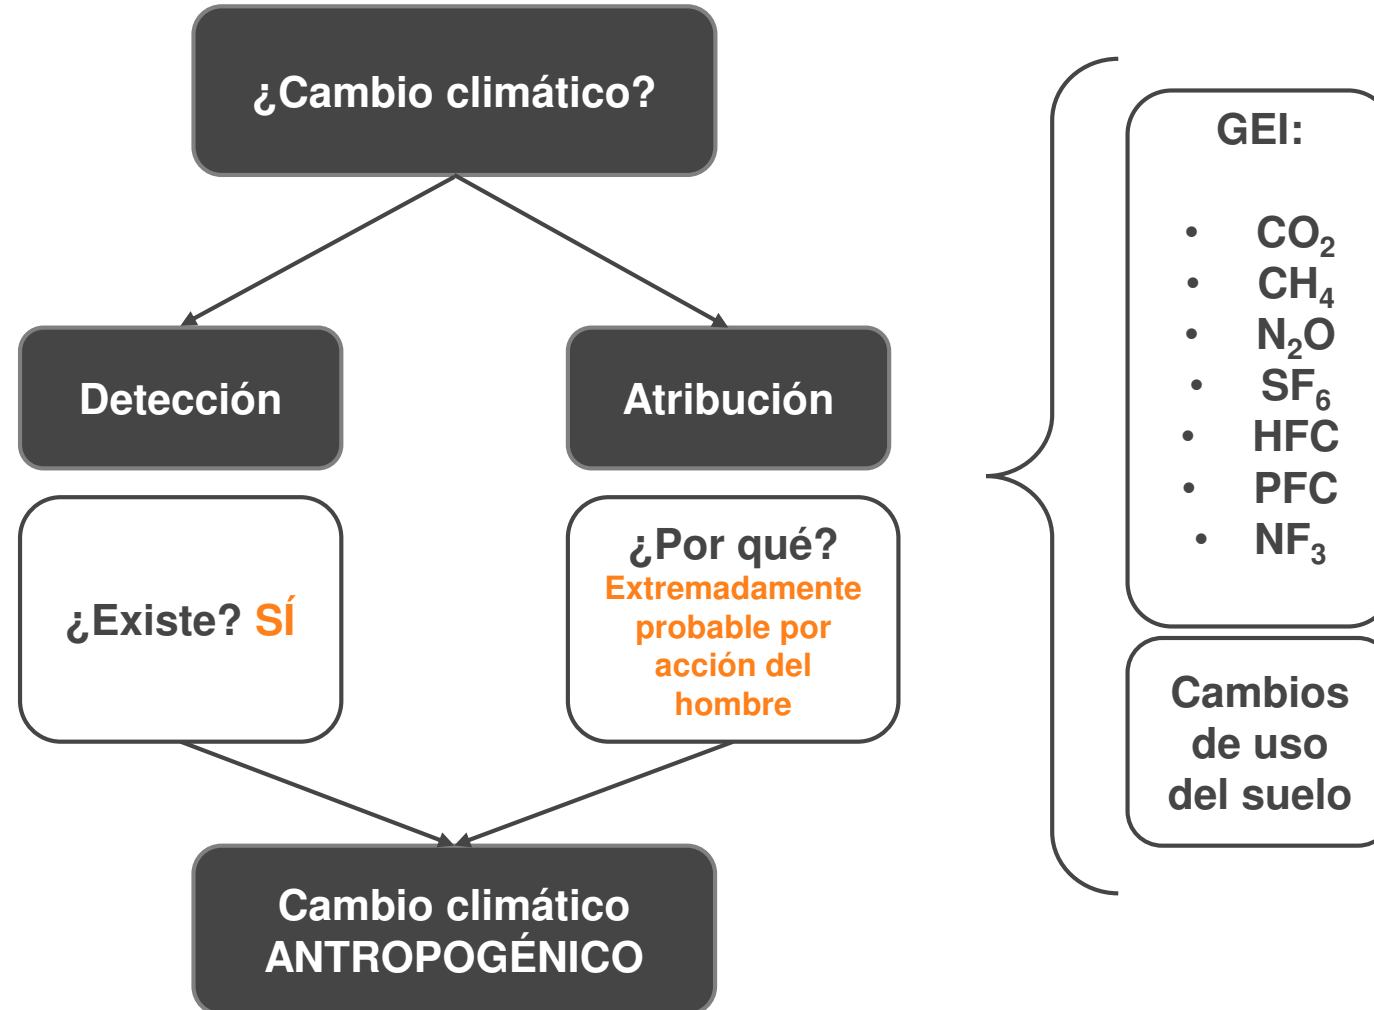 ¿Cambio climático?
Detección
Atribución
¿Existe? SÍ
¿Por qué?
Extremadamente
probable por
acción del
hombre
Cambio climático
ANTROPOGÉNICO
GEI:
• CO₂
• CH₄
• N₂O
• SF₆
• HFC
• PFC
• NF₃
Cambios
de uso
del suelo